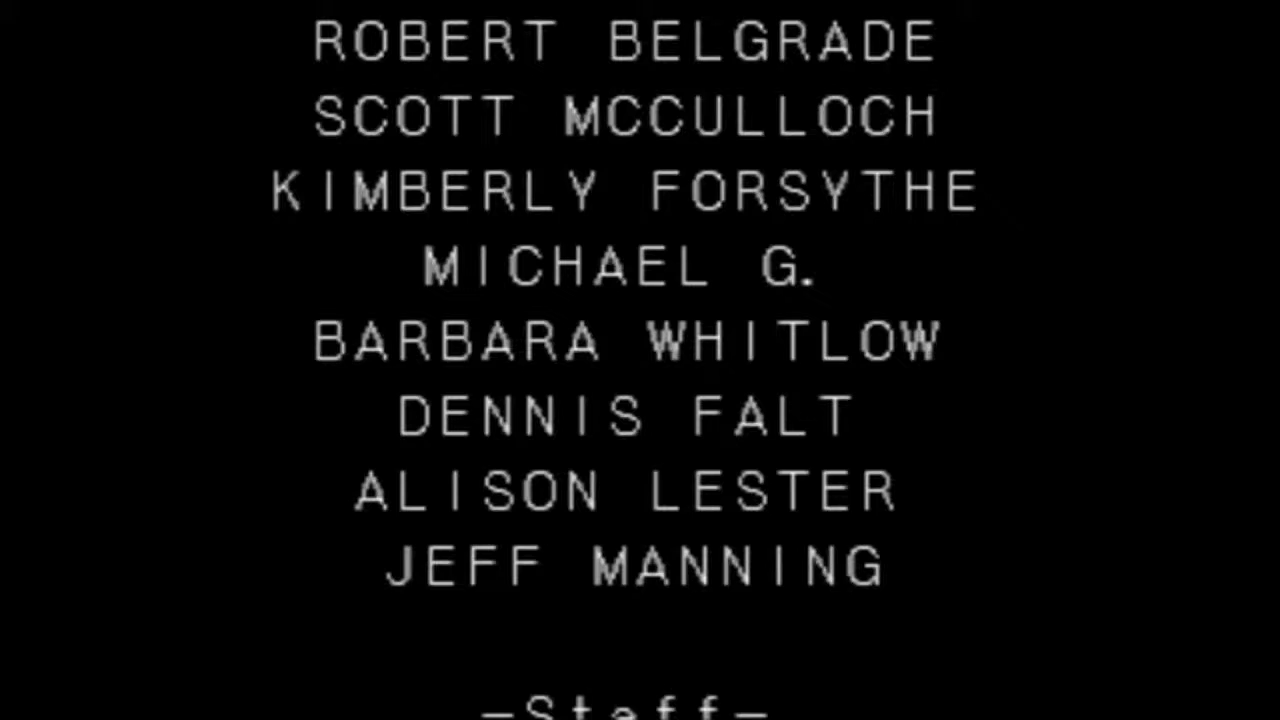 ROBERT BELGRADE
SCOTT MCCULLOCH
KIMBERLY FORSYTHE
MICHAEL G.
BARBARA WHITLOW
DENNIS FALT
ALISON LESTER
JEFF MANNING
-Staff-